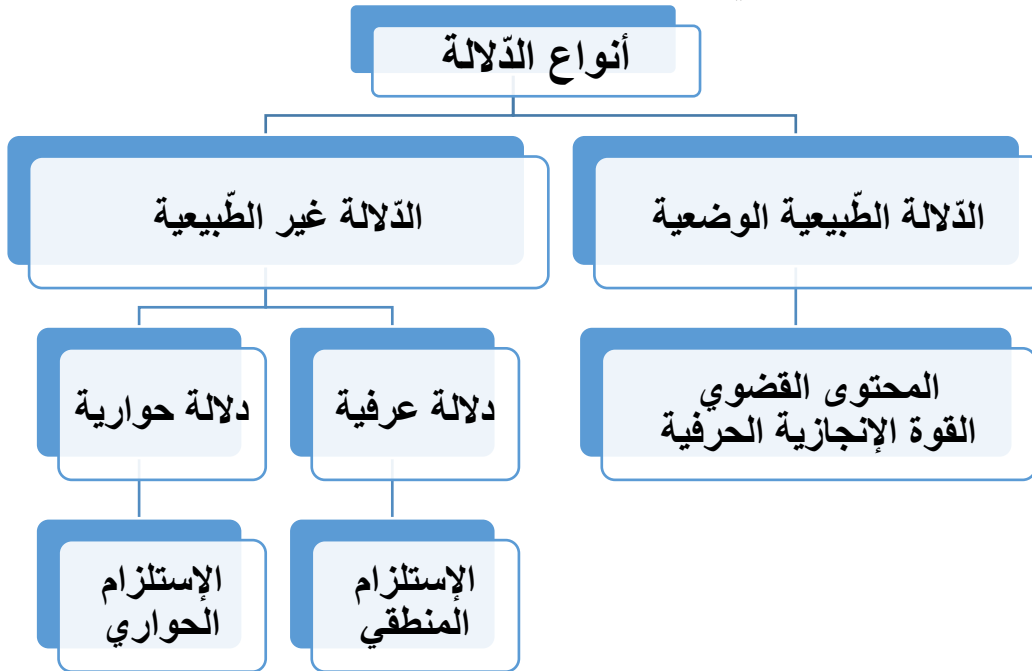 أنواع الدّلالة
الدّلالة الطّبيعية الوضعية
الدّلالة غير الطّبيعية
المحتوى القضوي
القوة الإنجازية الحرفية
دلالة عرفية
دلالة حوارية
الإستلزام
المنطقي
الإستلزام
الحواري